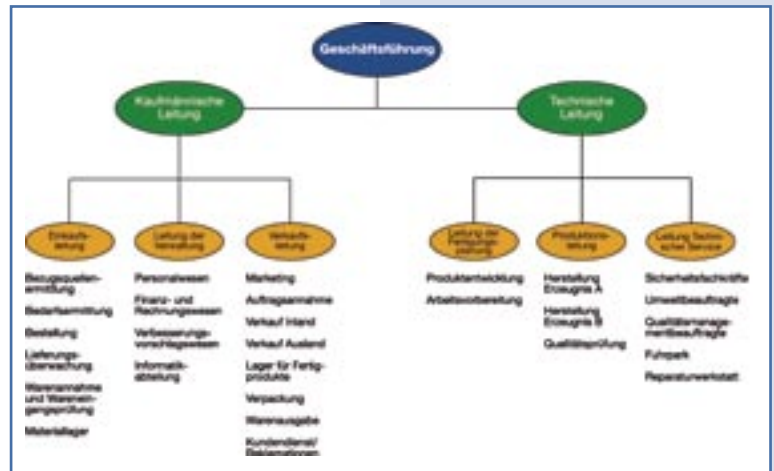 Geschäftsführung
Kaufmännische
Leitung
Technische
Leitung
Einkaufs-
leitung
Leitung der
Verwaltung
Verkaufs-
leitung
Leitung der
Fertigungs-
planung
Produktions-
leitung
Leitung Techni-
scher Service
Bezugsquellen-
ermittlung
Bedarfsermittlung
Bestellung
Lieferungs-
überwachung
Warenannahme
und Warenein-
gangsprüfung
Materiallager
Personalwesen
Finanz- und
Rechnungswesen
Verbesserungs-
vorschlagswesen
Informatik-
abteilung
Marketing
Auftragsannahme
Verkauf Inland
Verkauf Ausland
Lager für Fertig-
produkte
Verpackung
Warenausgabe
Kundendienst/
Reklamationen
Produktentwicklung
Arbeitsvorbereitung
Herstellung
Erzeugnis A
Herstellung
Erzeugnis B
Qualitätsprüfung
Sicherheitsfachkräfte
Umweltbeauftragte
Qualitätsmanage-
mentbeauftragte
Fuhrpark
Reparaturwerkstatt